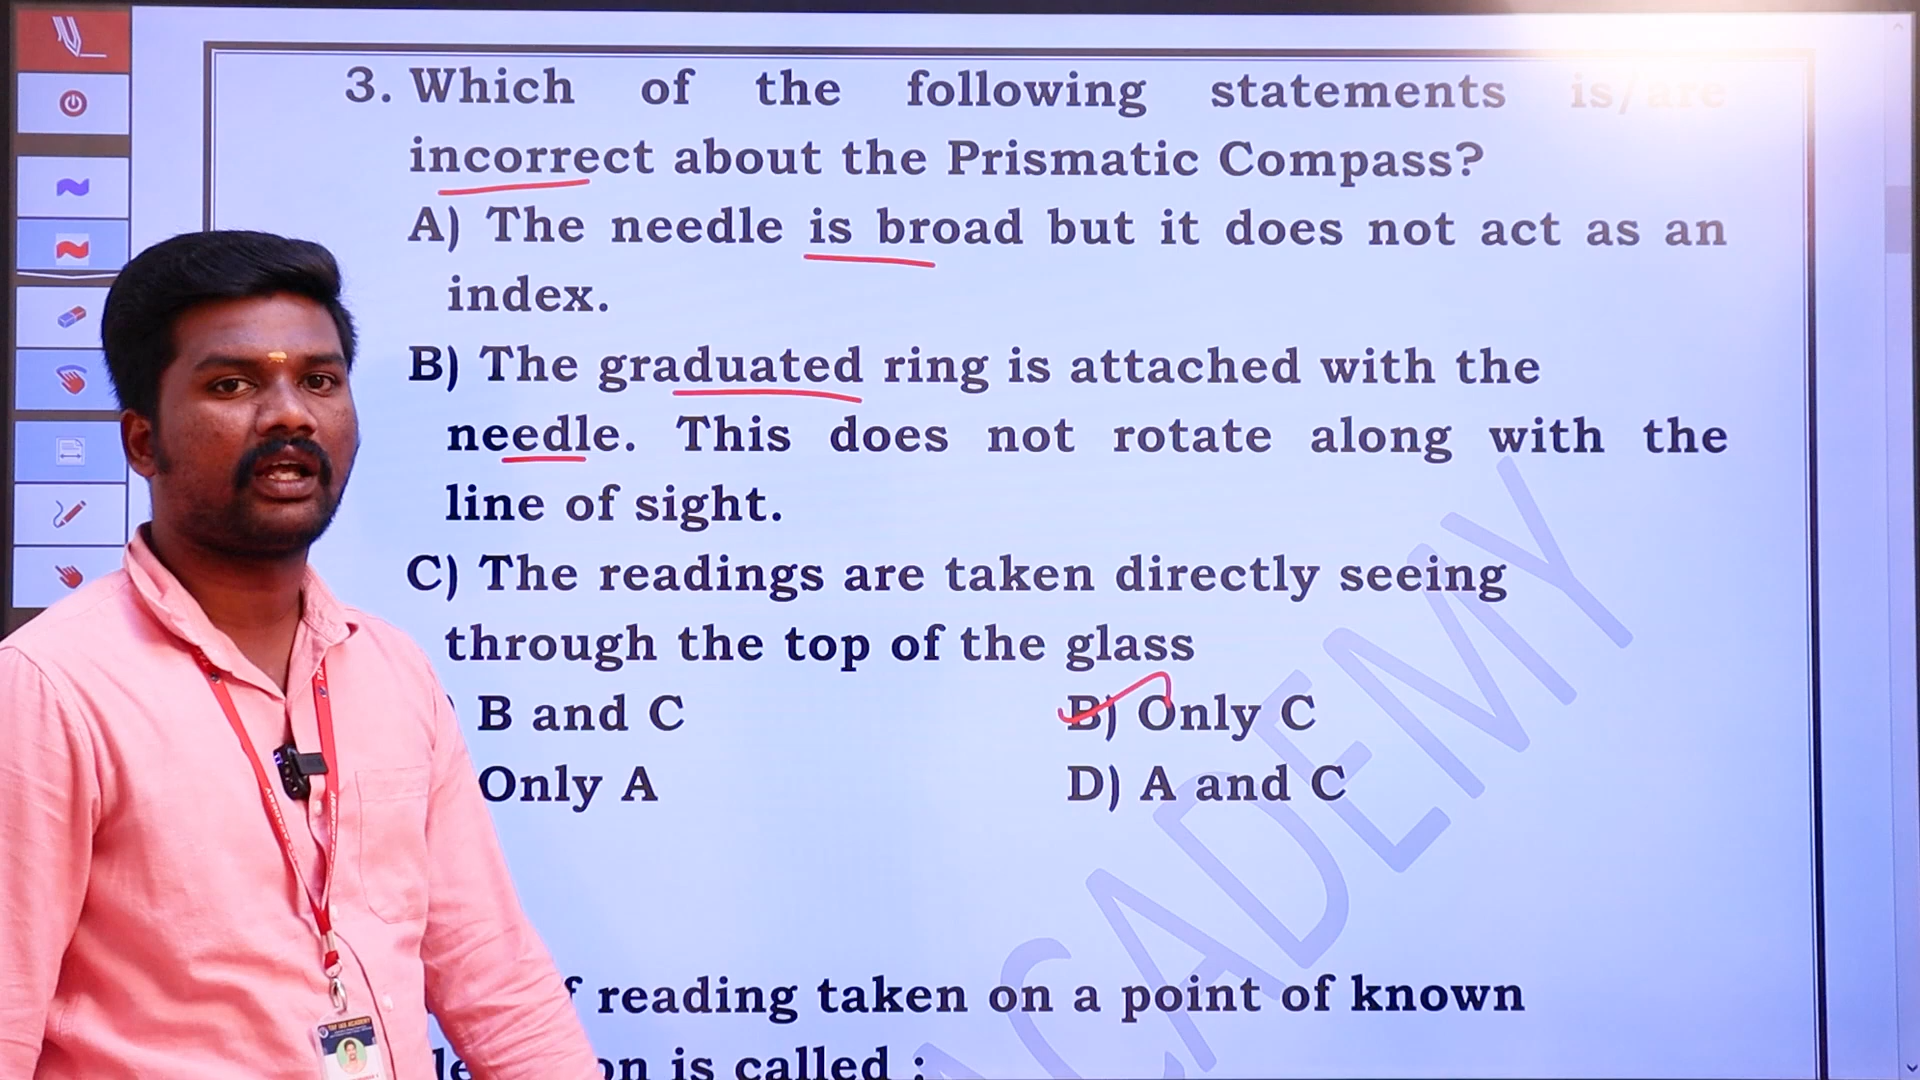 3. Which of the following statements is/are
incorrect about the Prismatic Compass?
A) The needle is broad but it does not act as an
index.
B) The graduated ring is attached with the
needle. This does not rotate along with the
line of sight.
C) The readings are taken directly seeing
through the top of the glass
) B and C B) Only C
Only A D) A and C
ACADEMY
f reading taken on a point of known
on is called :